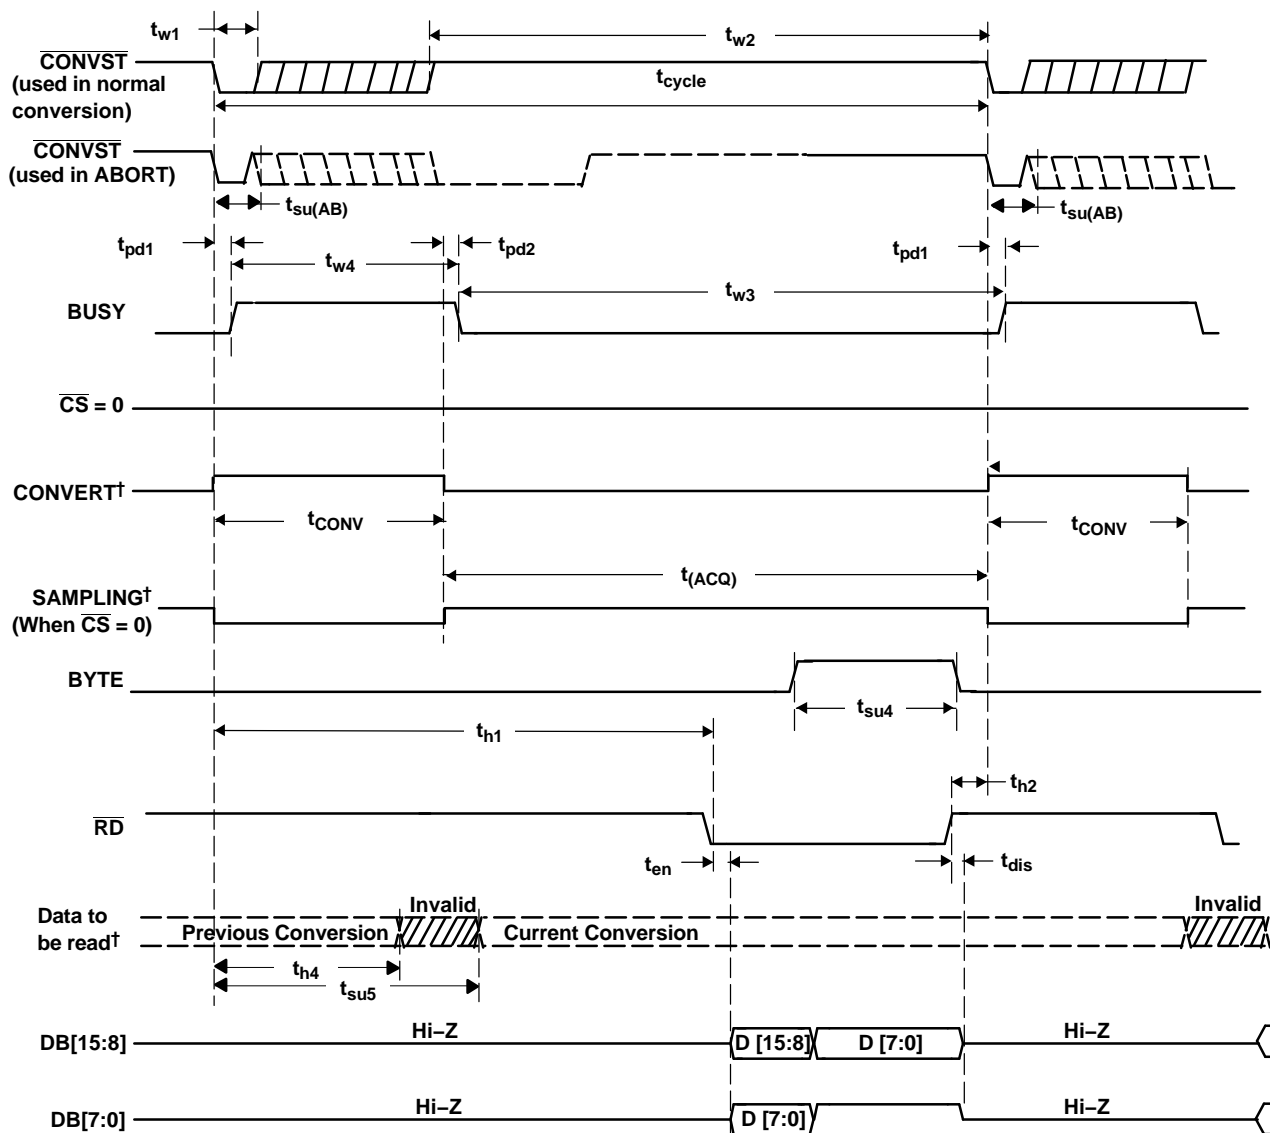 tw1
tw2
CONVST
(used in normal
conversion)
tcycle
CONVST
(used in ABORT)
tsu(AB)
tsu(AB)
tpd1
tw4
tpd2
tpd1
tw3
BUSY
CS = 0
CONVERT†
tCONV
tCONV
t(ACQ)
SAMPLING†
(When CS = 0)
BYTE
tsu4
th1
th2
RD
ten
tdis
Data to
be read†
Invalid
Invalid
Previous Conversion
Current Conversion
th4
tsu5
Hi–Z
Hi–Z
DB[15:8]
D [15:8]
D [7:0]
Hi–Z
Hi–Z
DB[7:0]
D [7:0]